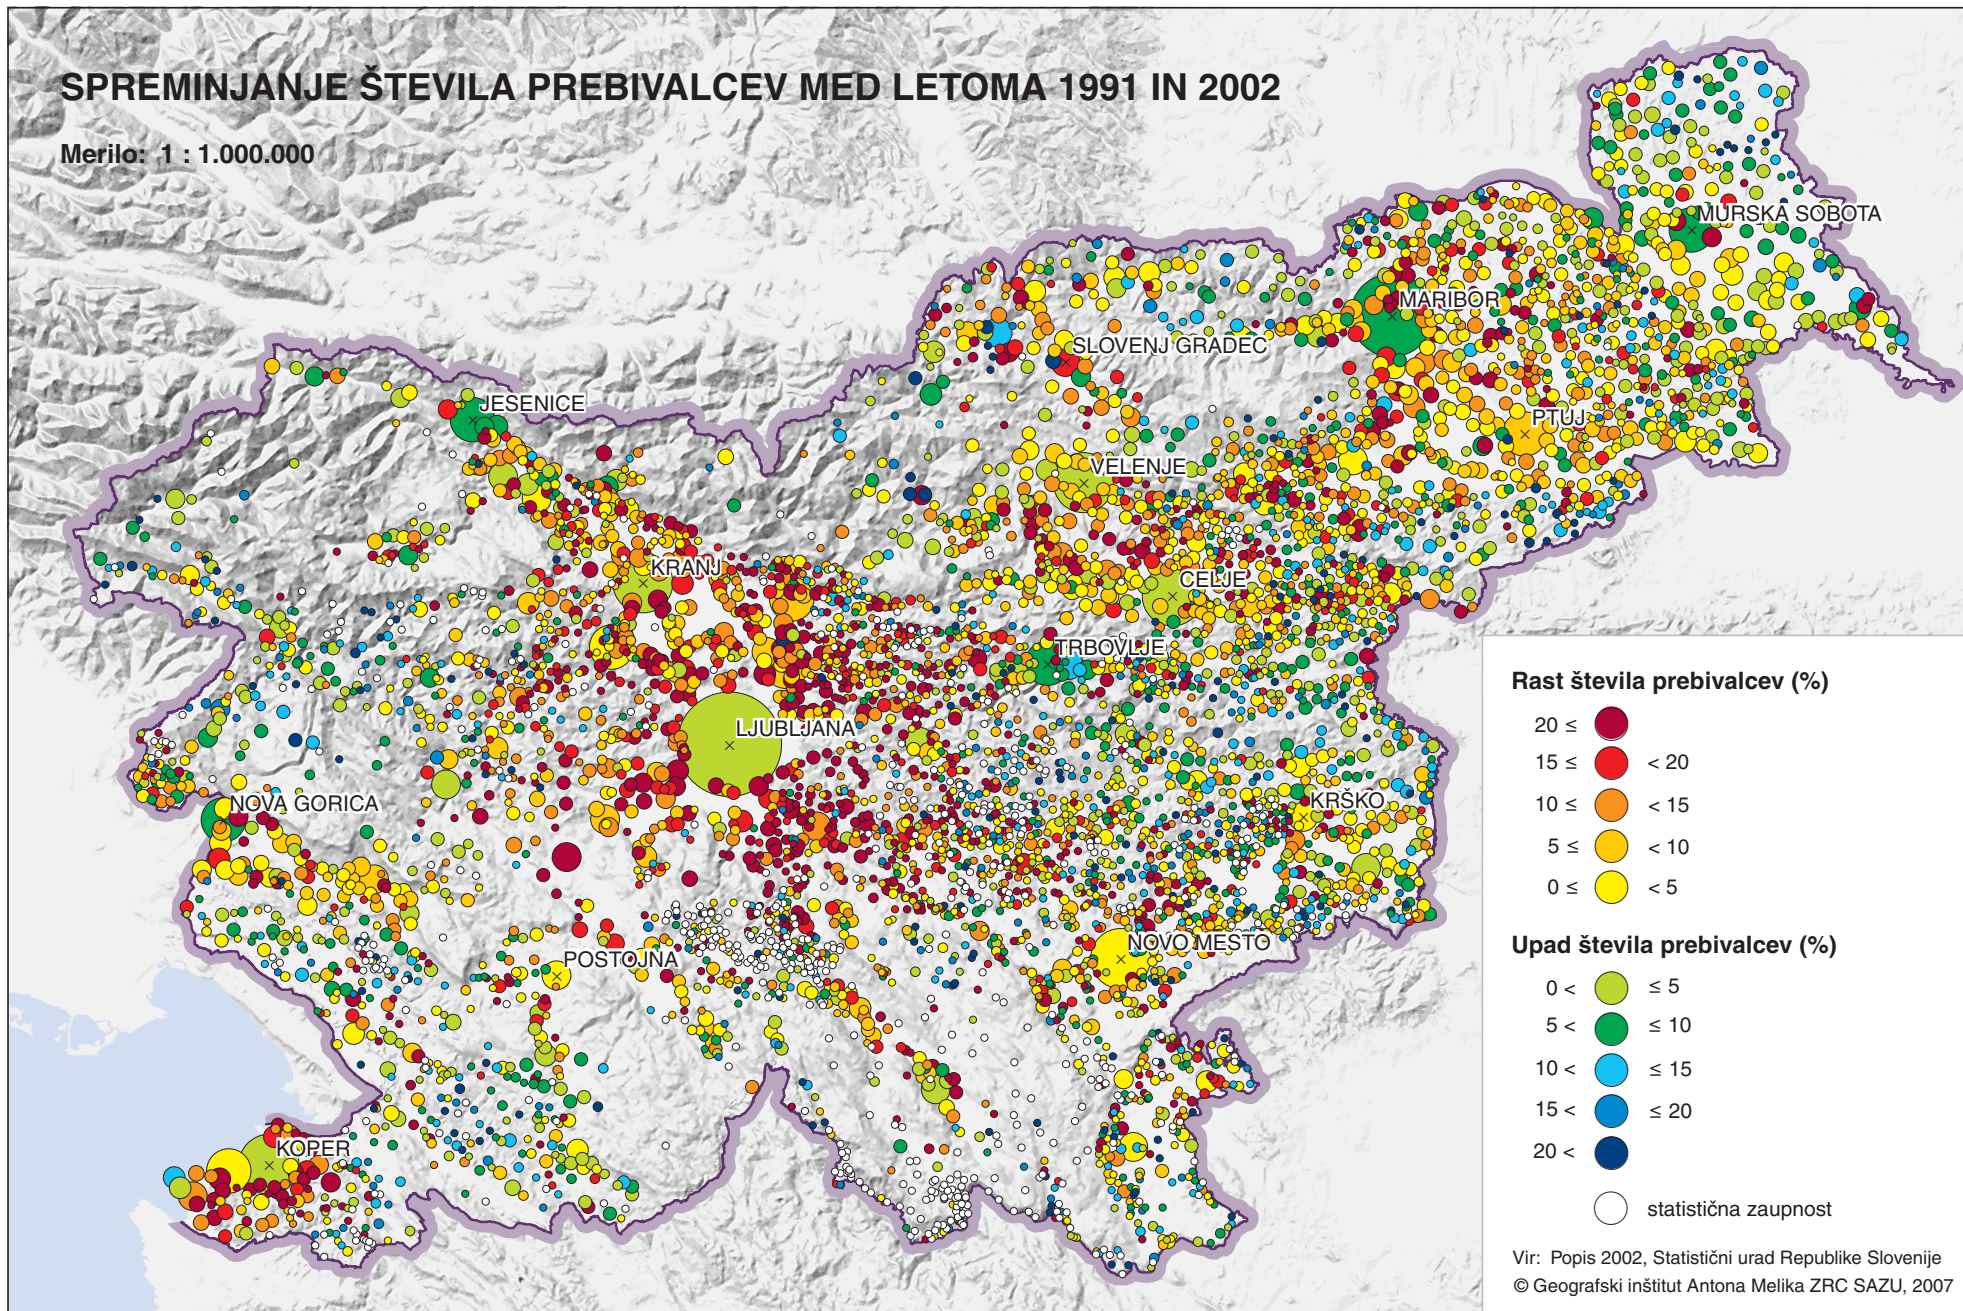 SPREMINJANJE ŠTEVILA PREBIVALCEV MED LETOMA 1991 IN 2002
Merilo: 1 : 1.000.000
MURSKA SOBOTA
MARIBOR
SLOVENJ GRADEC
JESENICE
PTUJ
VELENJE
KRANJ
CELJE
TRBOVLJE
LJUBLJANA
NOVA GORICA
KRŠKO
NOVO MESTO
POSTOJNA
KOPER
Rast števila prebivalcev (%)
20 ≤
15 ≤ < 20
10 ≤ < 15
5 ≤ < 10
0 ≤ < 5
Upad števila prebivalcev (%)
0 < ≤ 5
5 < ≤ 10
10 < ≤ 15
15 < ≤ 20
20 <
statistična zaupnost
Vir: Popis 2002, Statistični urad Republike Slovenije
© Geografski inštitut Antona Melika ZRC SAZU, 2007